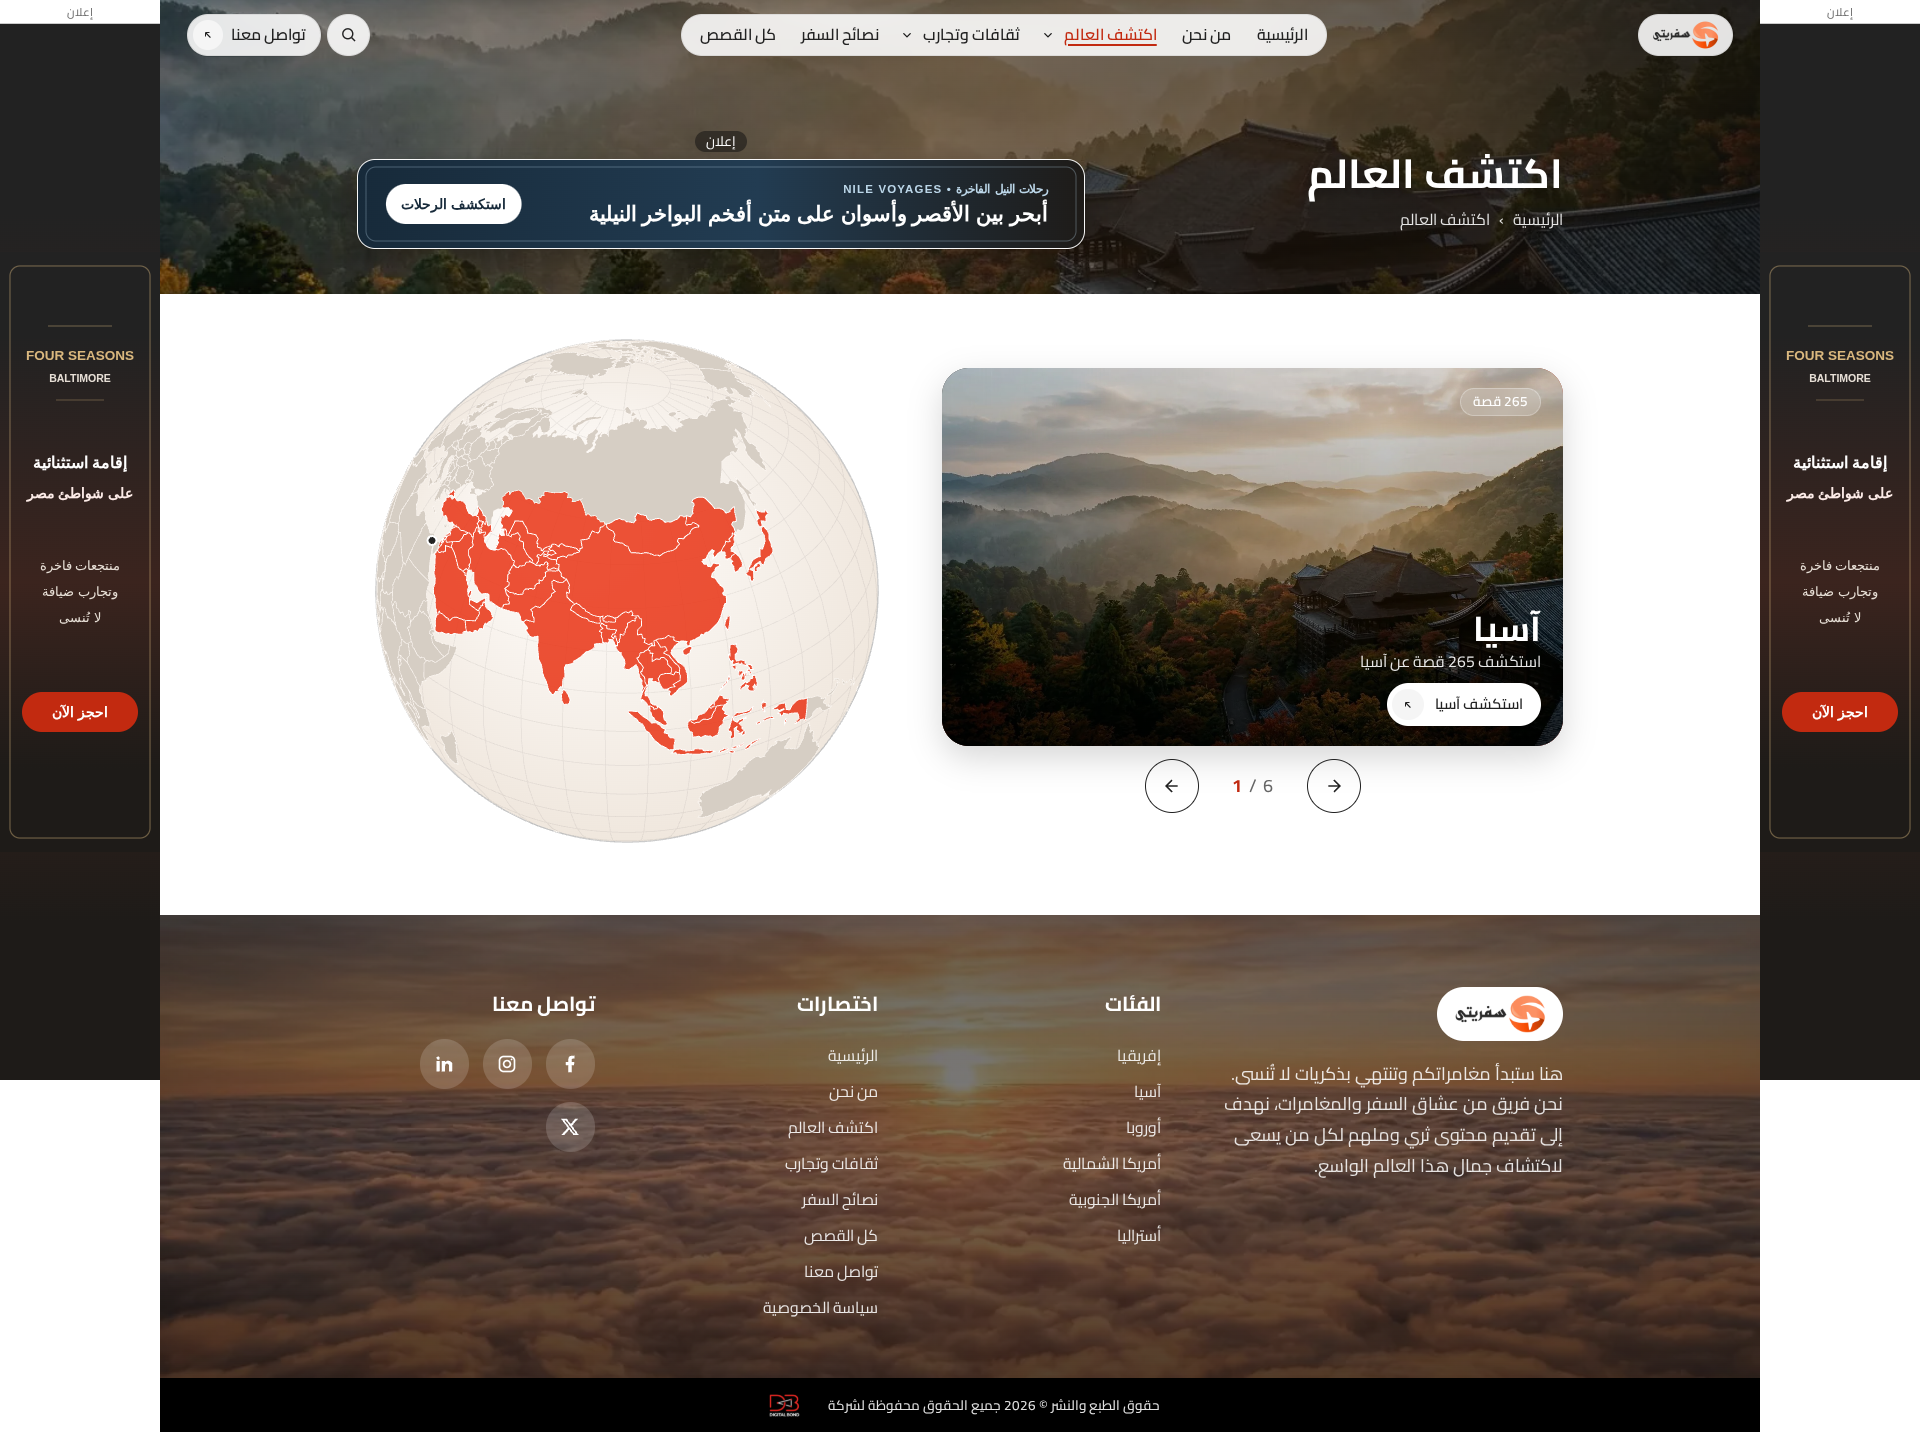 إعلان
إعلان
سفريتي
الرئيسية
من نحن
اكتشف العالم
ثقافات وتجارب
نصائح السفر
كل القصص
تواصل معنا
اكتشف العالم
الرئيسية › اكتشف العالم
إعلان
رحلات النيل الفاخرة • NILE VOYAGES
أبحر بين الأقصر وأسوان على متن أفخم البواخر النيلية
استكشف الرحلات
FOUR SEASONS
BALTIMORE
إقامة استثنائية
على شواطئ مصر
منتجعات فاخرة
وتجارب ضيافة
لا تُنسى
احجز الآن
265 قصة
آسيا
استكشف 265 قصة عن آسيا
استكشف آسيا
1 / 6
FOUR SEASONS
BALTIMORE
إقامة استثنائية
على شواطئ مصر
منتجعات فاخرة
وتجارب ضيافة
لا تُنسى
احجز الآن
سفريتي
هنا ستبدأ مغامراتكم وتنتهي بذكريات لا تُنسى.
نحن فريق من عشاق السفر والمغامرات، نهدف
إلى تقديم محتوى ثري وملهم لكل من يسعى
لاكتشاف جمال هذا العالم الواسع.
الفئات
إفريقيا
آسيا
أوروبا
أمريكا الشمالية
أمريكا الجنوبية
أستراليا
اختصارات
الرئيسية
من نحن
اكتشف العالم
ثقافات وتجارب
نصائح السفر
كل القصص
تواصل معنا
سياسة الخصوصية
تواصل معنا
حقوق الطبع والنشر © 2026 جميع الحقوق محفوظة لشركة
DIGITAL BOND